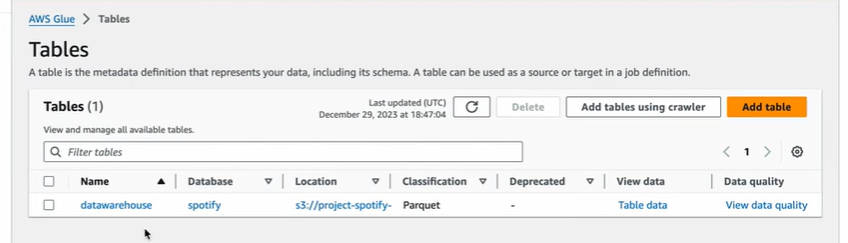 AWS Glue > Tables
Tables
A table is the metadata definition that represents your data, including its schema. A table can be used as a source or target in a job definition.
Tables (1)
Last updated (UTC)
December 29, 2023 at 18:47:04
Delete
Add tables using crawler
Add table
View and manage all available tables.
Filter tables
1
Name Database Location Classification Deprecated View data Data quality
datawarehouse spotify s3://project-spotify- Parquet - Table data View data quality